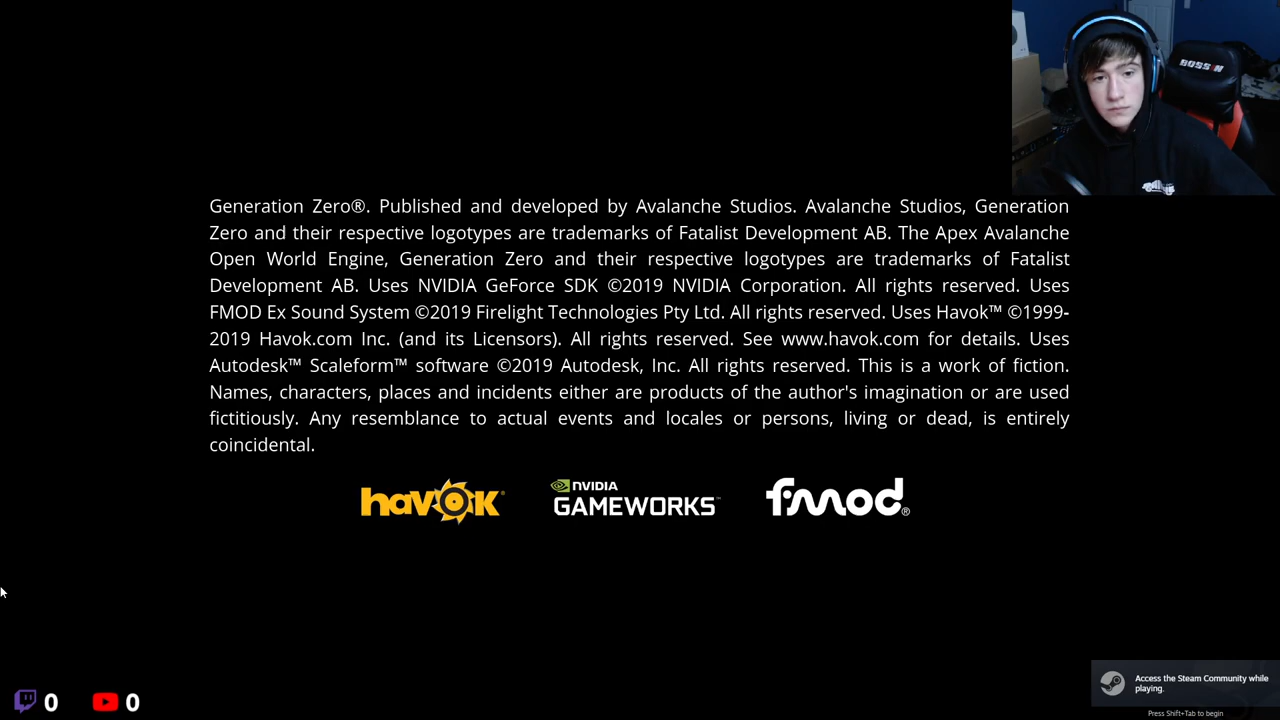 BOSSIN
Generation Zero®. Published and developed by Avalanche Studios. Avalanche Studios, Generation
Zero and their respective logotypes are trademarks of Fatalist Development AB. The Apex Avalanche
Open World Engine, Generation Zero and their respective logotypes are trademarks of Fatalist
Development AB. Uses NVIDIA GeForce SDK ©2019 NVIDIA Corporation. All rights reserved. Uses
FMOD Ex Sound System ©2019 Firelight Technologies Pty Ltd. All rights reserved. Uses Havok™ ©1999-
2019 Havok.com Inc. (and its Licensors). All rights reserved. See www.havok.com for details. Uses
Autodesk™ Scaleform™ software ©2019 Autodesk, Inc. All rights reserved. This is a work of fiction.
Names, characters, places and incidents either are products of the author's imagination or are used
fictitiously. Any resemblance to actual events and locales or persons, living or dead, is entirely
coincidental.
havok®
NVIDIA
GAMEWORKS™
fmod®
Access the Steam Community while
playing.
Press Shift+Tab to begin
0
0